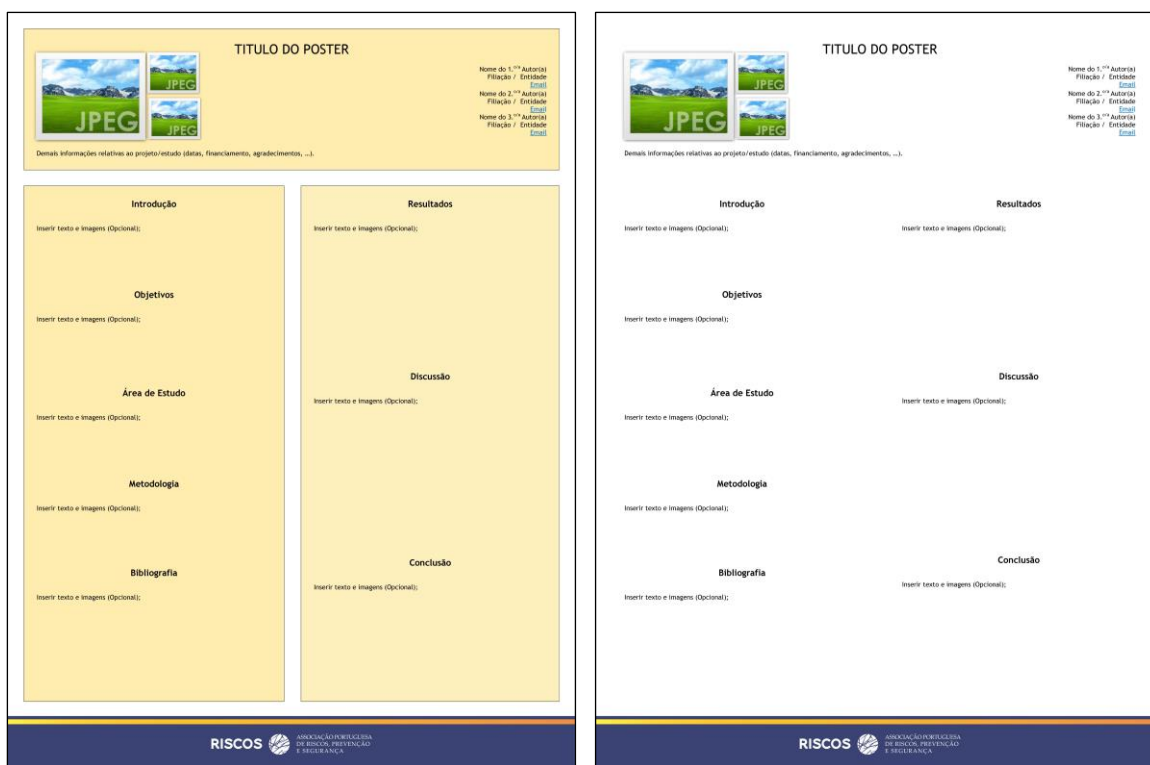 TITULO DO POSTER
JPEG
JPEG
JPEG
Nome do 1.º/ª Autor(a)
Filiação / Entidade
Email
Nome do 2.º/ª Autor(a)
Filiação / Entidade
Email
Nome do 3.º/ª Autor(a)
Filiação / Entidade
Email
Demais informações relativas ao projeto/estudo (datas, financiamento, agradecimentos, …).
Introdução
Inserir texto e imagens (Opcional);
Objetivos
Inserir texto e imagens (Opcional);
Área de Estudo
Inserir texto e imagens (Opcional);
Metodologia
Inserir texto e imagens (Opcional);
Bibliografia
Inserir texto e imagens (Opcional);
Resultados
Inserir texto e imagens (Opcional);
Discussão
Inserir texto e imagens (Opcional);
Conclusão
Inserir texto e imagens (Opcional);
RISCOS
ASSOCIAÇÃO PORTUGUESA
DE RISCOS, PREVENÇÃO
E SEGURANÇA
TITULO DO POSTER
JPEG
JPEG
JPEG
Nome do 1.º/ª Autor(a)
Filiação / Entidade
Email
Nome do 2.º/ª Autor(a)
Filiação / Entidade
Email
Nome do 3.º/ª Autor(a)
Filiação / Entidade
Email
Demais informações relativas ao projeto/estudo (datas, financiamento, agradecimentos, …).
Introdução
Inserir texto e imagens (Opcional);
Objetivos
Inserir texto e imagens (Opcional);
Área de Estudo
Inserir texto e imagens (Opcional);
Metodologia
Inserir texto e imagens (Opcional);
Bibliografia
Inserir texto e imagens (Opcional);
Resultados
Inserir texto e imagens (Opcional);
Discussão
Inserir texto e imagens (Opcional);
Conclusão
Inserir texto e imagens (Opcional);
RISCOS
ASSOCIAÇÃO PORTUGUESA
DE RISCOS, PREVENÇÃO
E SEGURANÇA